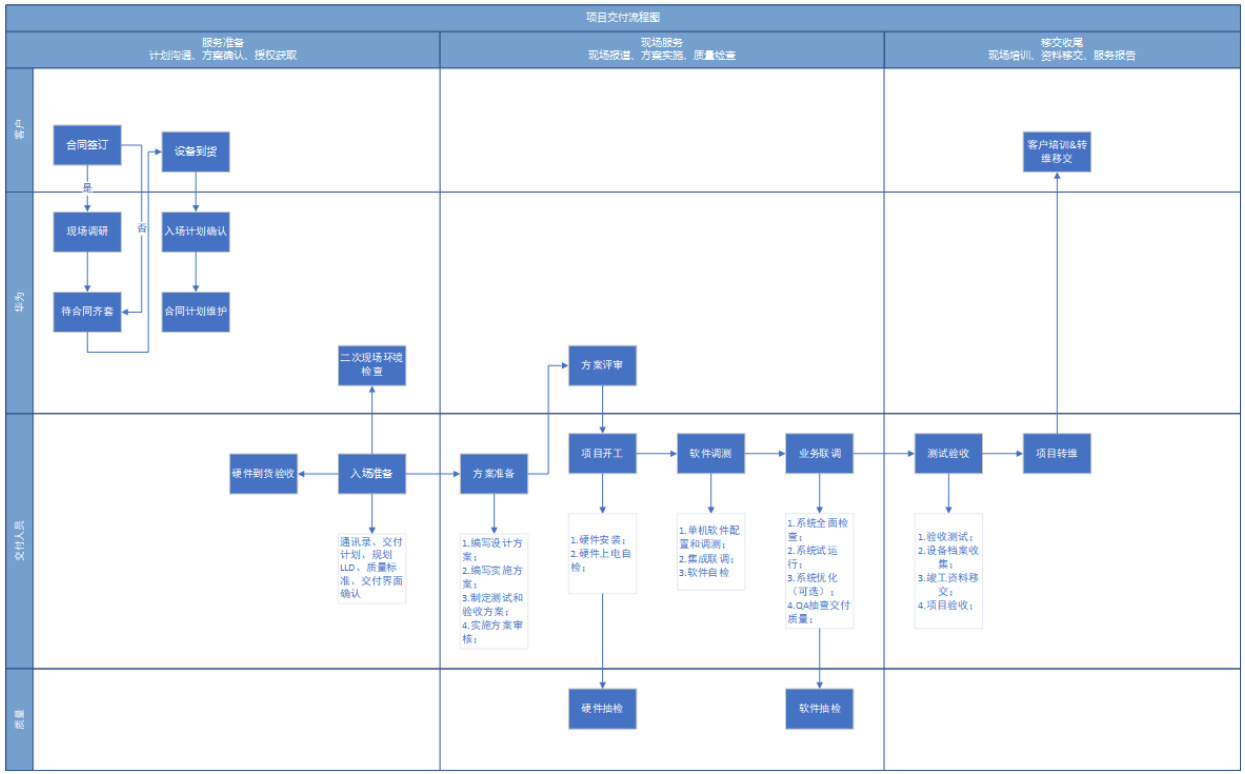 项目交付流程图
服务准备
计划沟通、方案确认、授权获取
现场服务
现场报道、方案实施、质量检查
移交收尾
现场培训、资料移交、服务报告
客户
合同签订
设备到货
客户培训&转
维移交
是
华为
现场调研
否
入场计划确认
待合同齐套
合同计划维护
二次现场环境
检查
方案评审
交付人员
硬件到货验收
入场准备
方案准备
项目开工
软件调测
业务联调
测试验收
项目转维
通讯录、交付
计划、规划
LLD、质量标
准、交付界面
确认
1.编写设计方
案；
2.编写实施方
案；
3.制定测试和
验收方案；
4.实施方案审
核；
1.硬件安装；
2.硬件上电自
检；
1.单机软件配
置和调测；
2.集成联调；
3.软件自检
1.系统全面检
查；
2.系统试运
行；
3.系统优化
（可选）；
4.QA抽查交付
质量；
1.验收测试；
2.设备档案收
集；
3.竣工资料移
交；
4.项目验收；
质量
硬件抽检
软件抽检